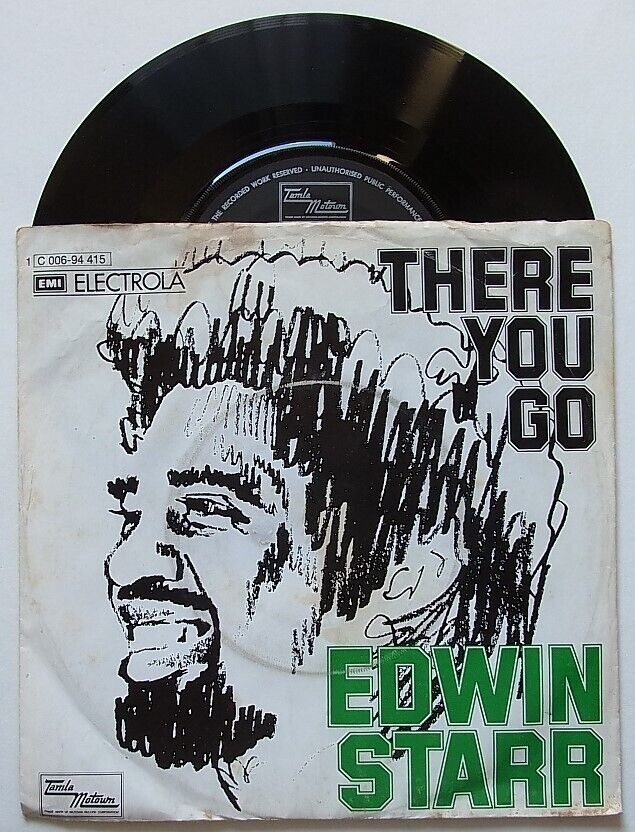 THE RECORDED WORK RESERVED · UNAUTHORISED PUBLIC PERFORMANCE
Tamla
Motown
1 C 006-94 415
EMI ELECTROLA
THERE
YOU
GO
EDWIN
STARR
Tamla
Motown